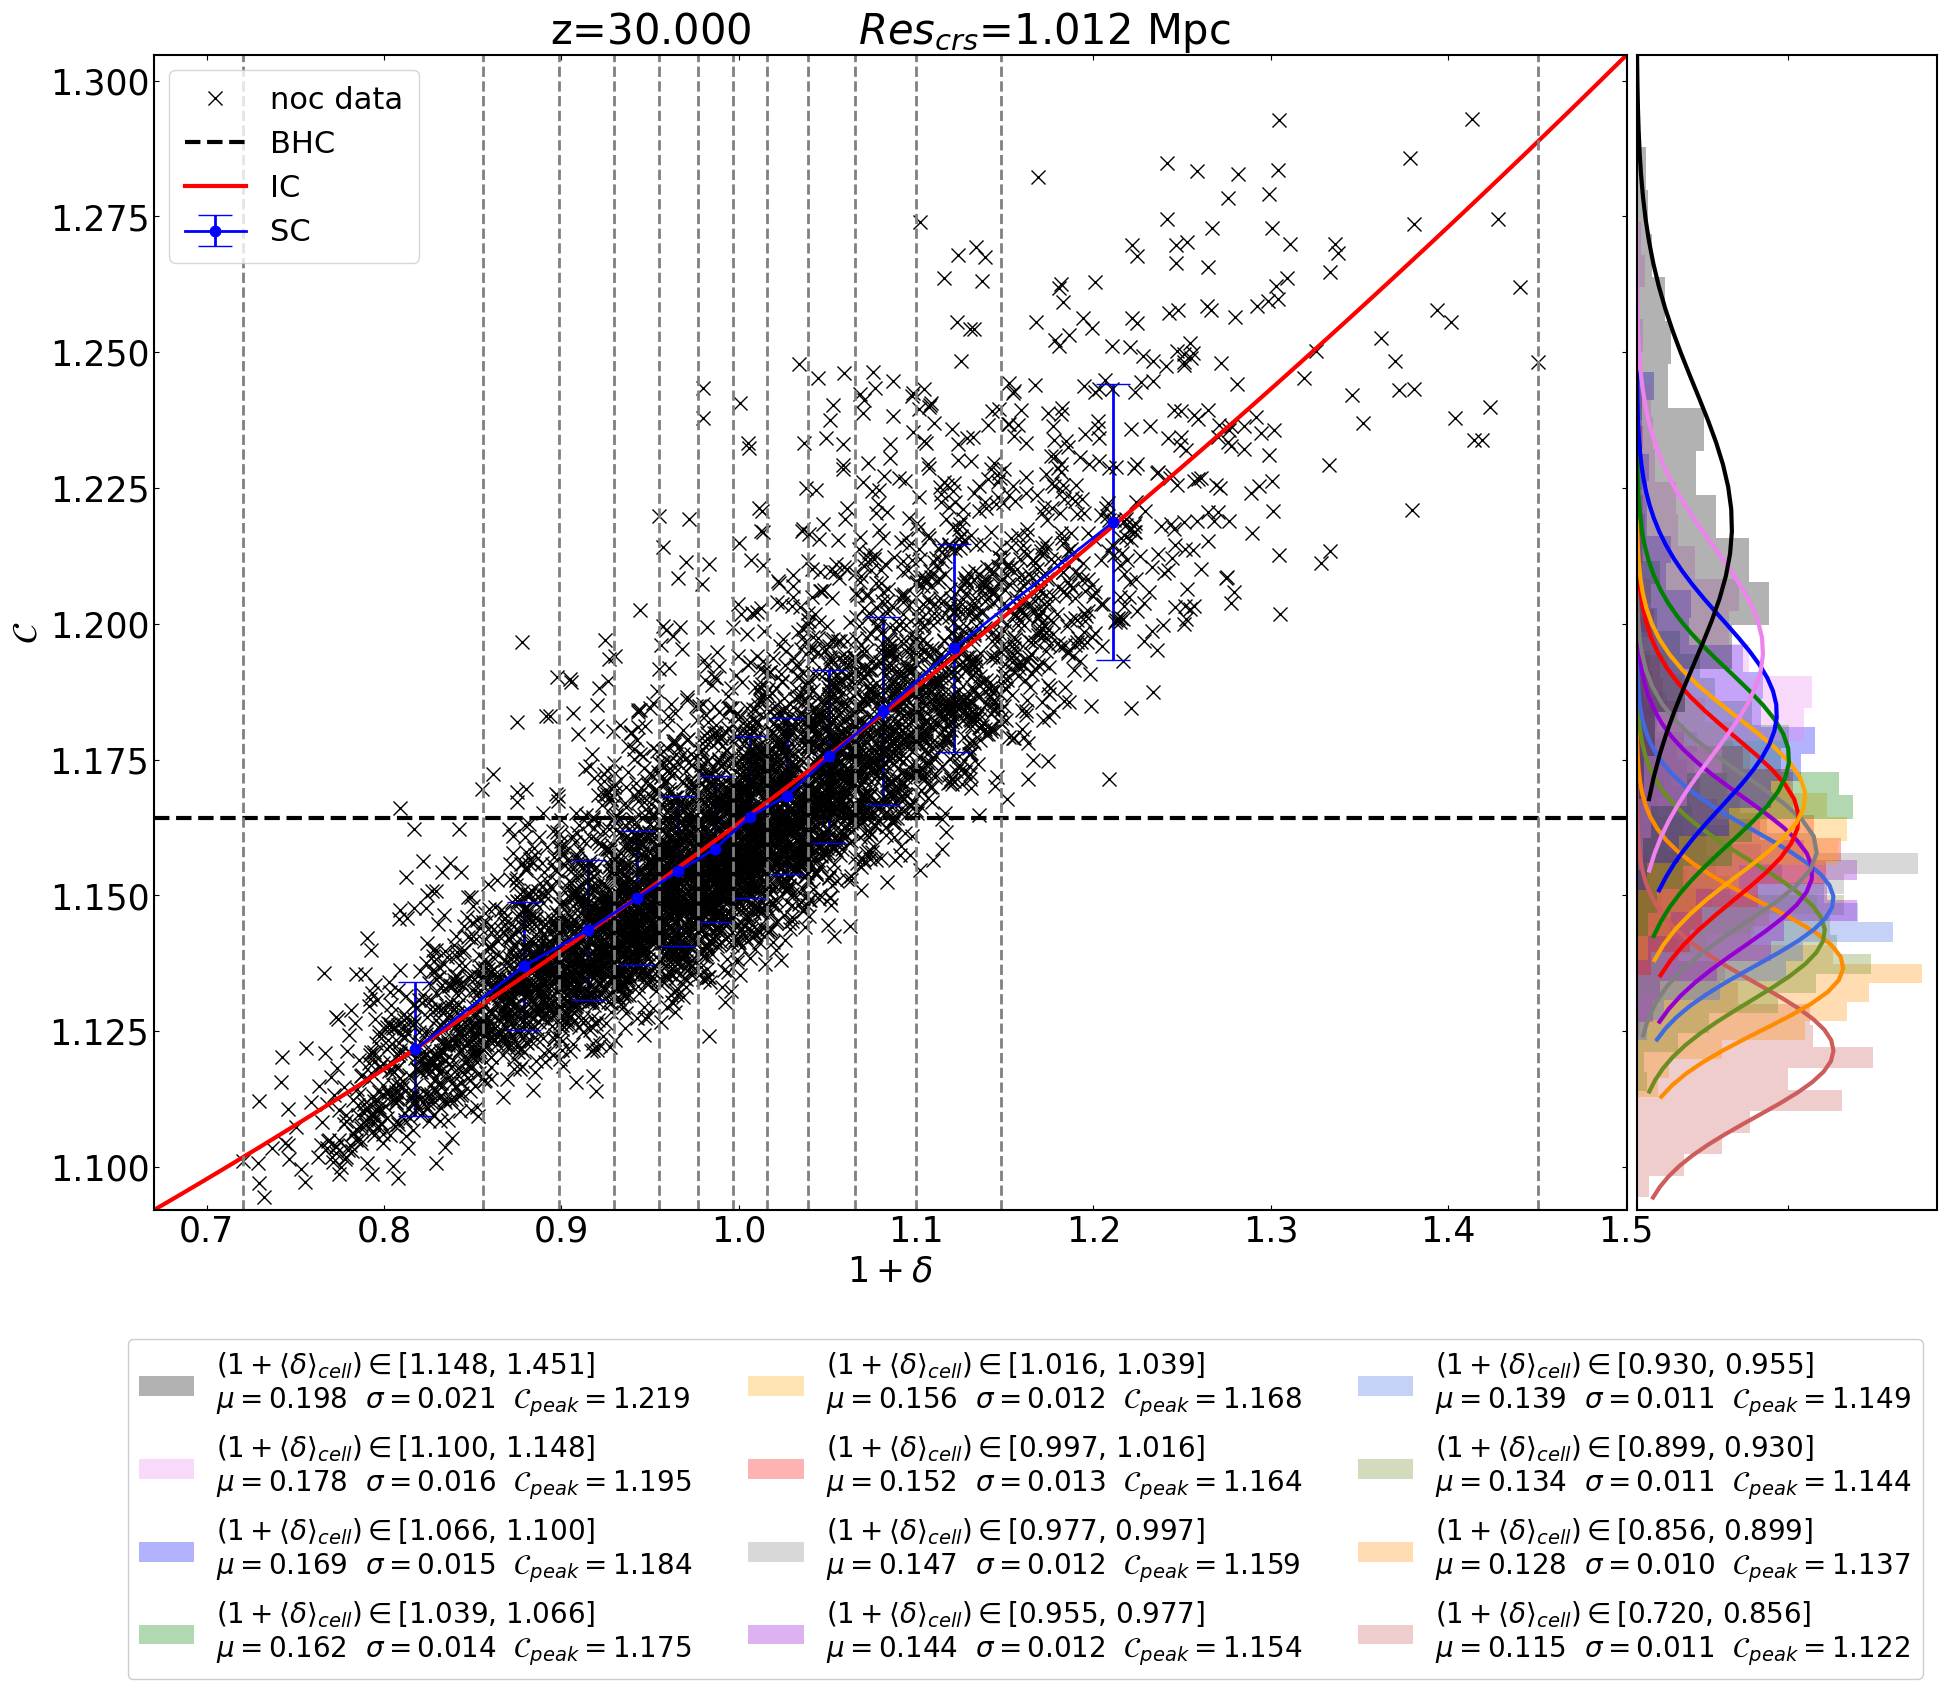 z=30.000 Res_crs=1.012 Mpc
noc data
BHC
IC
SC
1.300
1.275
1.250
1.225
1.200
1.175
1.150
1.125
1.100
𝒞
0.7 0.8 0.9 1.0 1.1 1.2 1.3 1.4 1.5
1 + δ
(1 + ⟨δ⟩_cell) ∈ [1.148, 1.451]
μ = 0.198 σ = 0.021 𝒞_peak = 1.219
(1 + ⟨δ⟩_cell) ∈ [1.100, 1.148]
μ = 0.178 σ = 0.016 𝒞_peak = 1.195
(1 + ⟨δ⟩_cell) ∈ [1.066, 1.100]
μ = 0.169 σ = 0.015 𝒞_peak = 1.184
(1 + ⟨δ⟩_cell) ∈ [1.039, 1.066]
μ = 0.162 σ = 0.014 𝒞_peak = 1.175
(1 + ⟨δ⟩_cell) ∈ [1.016, 1.039]
μ = 0.156 σ = 0.012 𝒞_peak = 1.168
(1 + ⟨δ⟩_cell) ∈ [0.997, 1.016]
μ = 0.152 σ = 0.013 𝒞_peak = 1.164
(1 + ⟨δ⟩_cell) ∈ [0.977, 0.997]
μ = 0.147 σ = 0.012 𝒞_peak = 1.159
(1 + ⟨δ⟩_cell) ∈ [0.955, 0.977]
μ = 0.144 σ = 0.012 𝒞_peak = 1.154
(1 + ⟨δ⟩_cell) ∈ [0.930, 0.955]
μ = 0.139 σ = 0.011 𝒞_peak = 1.149
(1 + ⟨δ⟩_cell) ∈ [0.899, 0.930]
μ = 0.134 σ = 0.011 𝒞_peak = 1.144
(1 + ⟨δ⟩_cell) ∈ [0.856, 0.899]
μ = 0.128 σ = 0.010 𝒞_peak = 1.137
(1 + ⟨δ⟩_cell) ∈ [0.720, 0.856]
μ = 0.115 σ = 0.011 𝒞_peak = 1.122